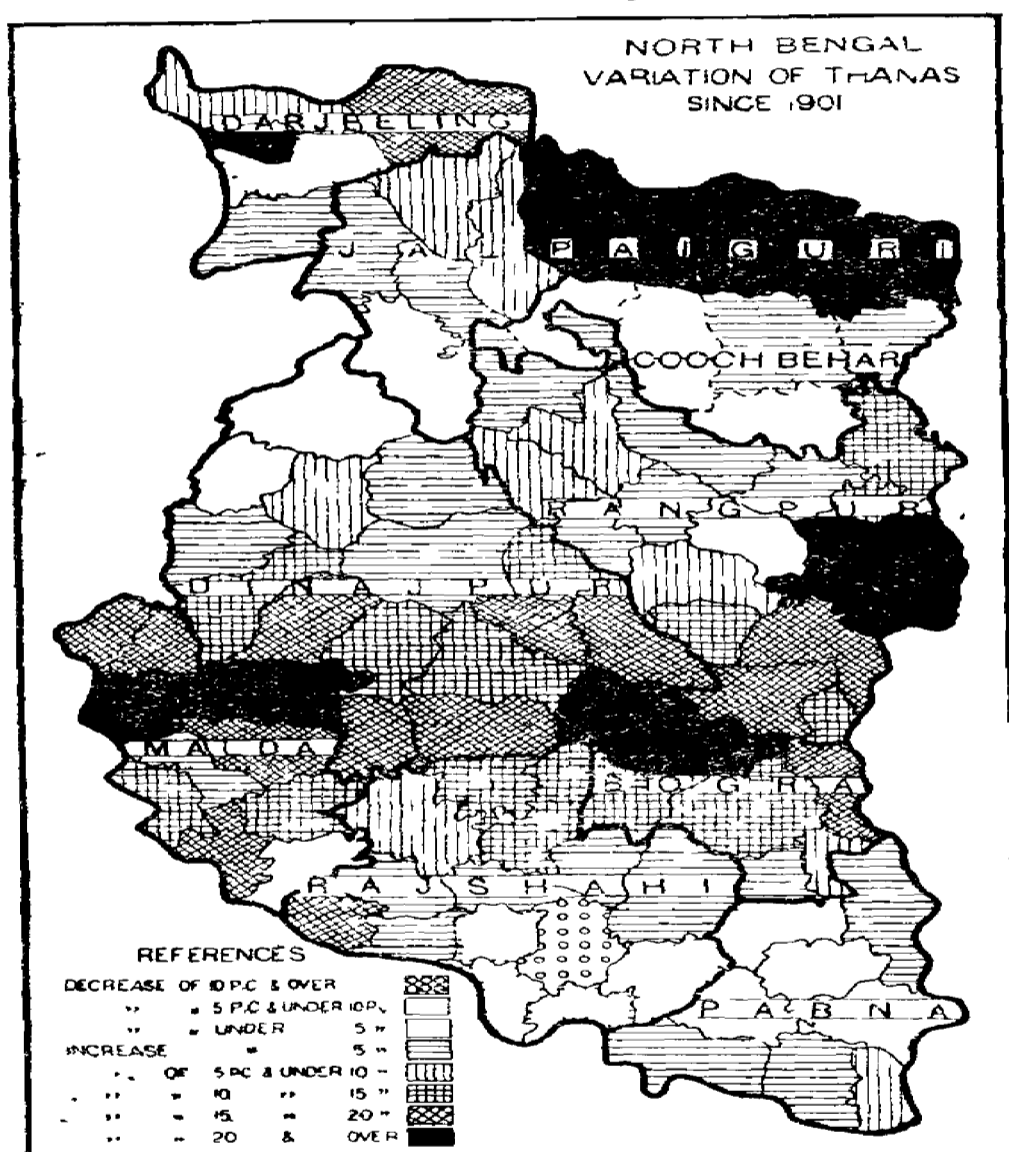 NORTH BENGAL
VARIATION OF THANAS
SINCE 1901
DARJEELING
JALPAIGURI
COOCH BEHAR
RANGPUR
DINAJPUR
MALDA
BOGRA
RAJSHAHI
PABNA
REFERENCES
DECREASE OF 10 P.C & OVER
" " 5 P.C & UNDER 10 P.
" " UNDER 5 "
INCREASE " 5 "
" OF 5 P.C & UNDER 10 "
" " 10 " 15 "
" " 15 " 20 "
" " 20 & OVER